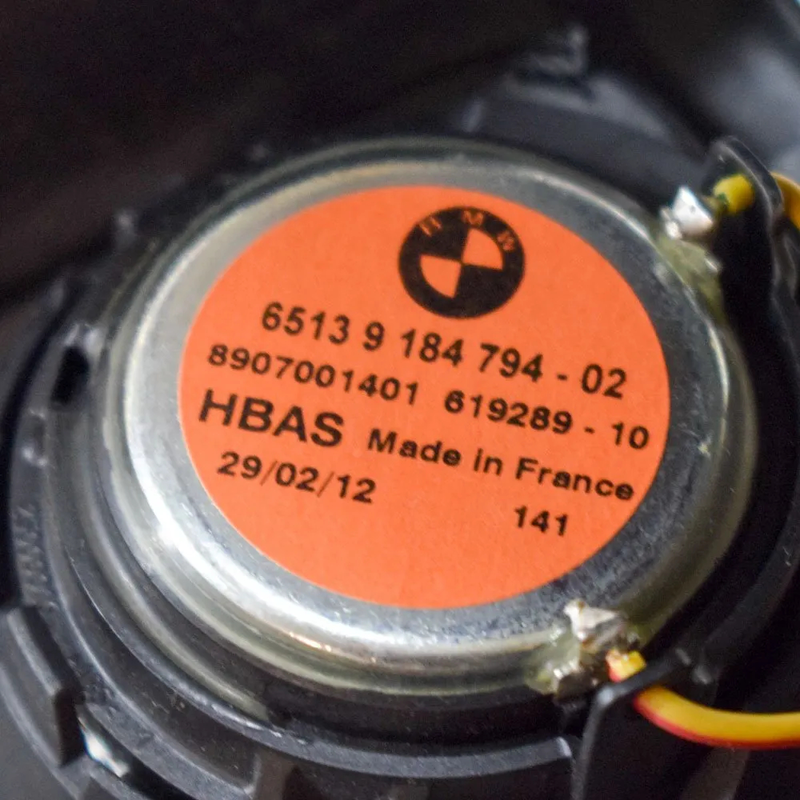 BMW
6513 9 184 794 - 02
8907001401 619289 - 10
HBAS Made in France
29/02/12 141